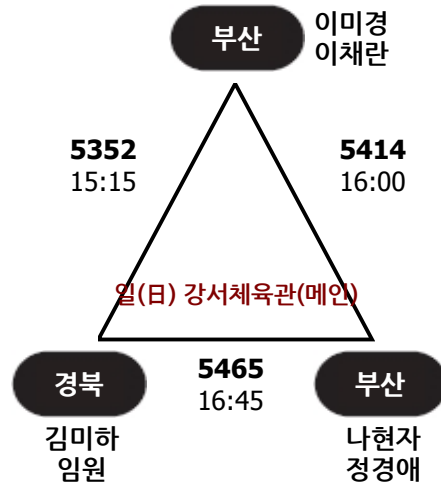 부산
이미경
이채란
5352
15:15
5414
16:00
일(日) 강서체육관(메인)
경북
5465
16:45
부산
김미하
임원
나현자
정경애